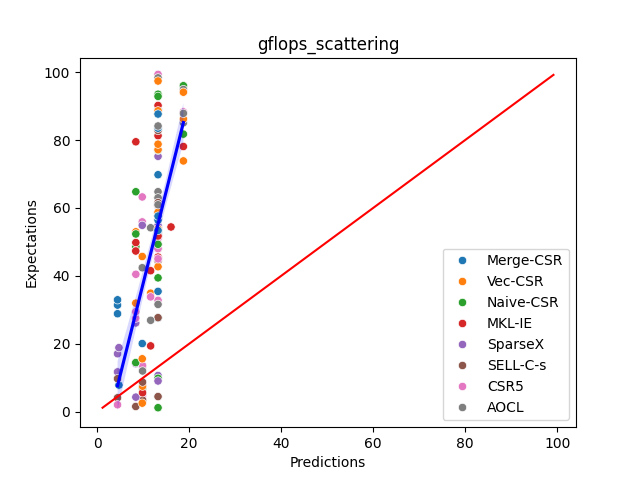 gflops_scattering
100
80
60
40
20
0
Expectations
Merge-CSR
Vec-CSR
Naive-CSR
MKL-IE
SparseX
SELL-C-s
CSR5
AOCL
0 20 40 60 80 100
Predictions